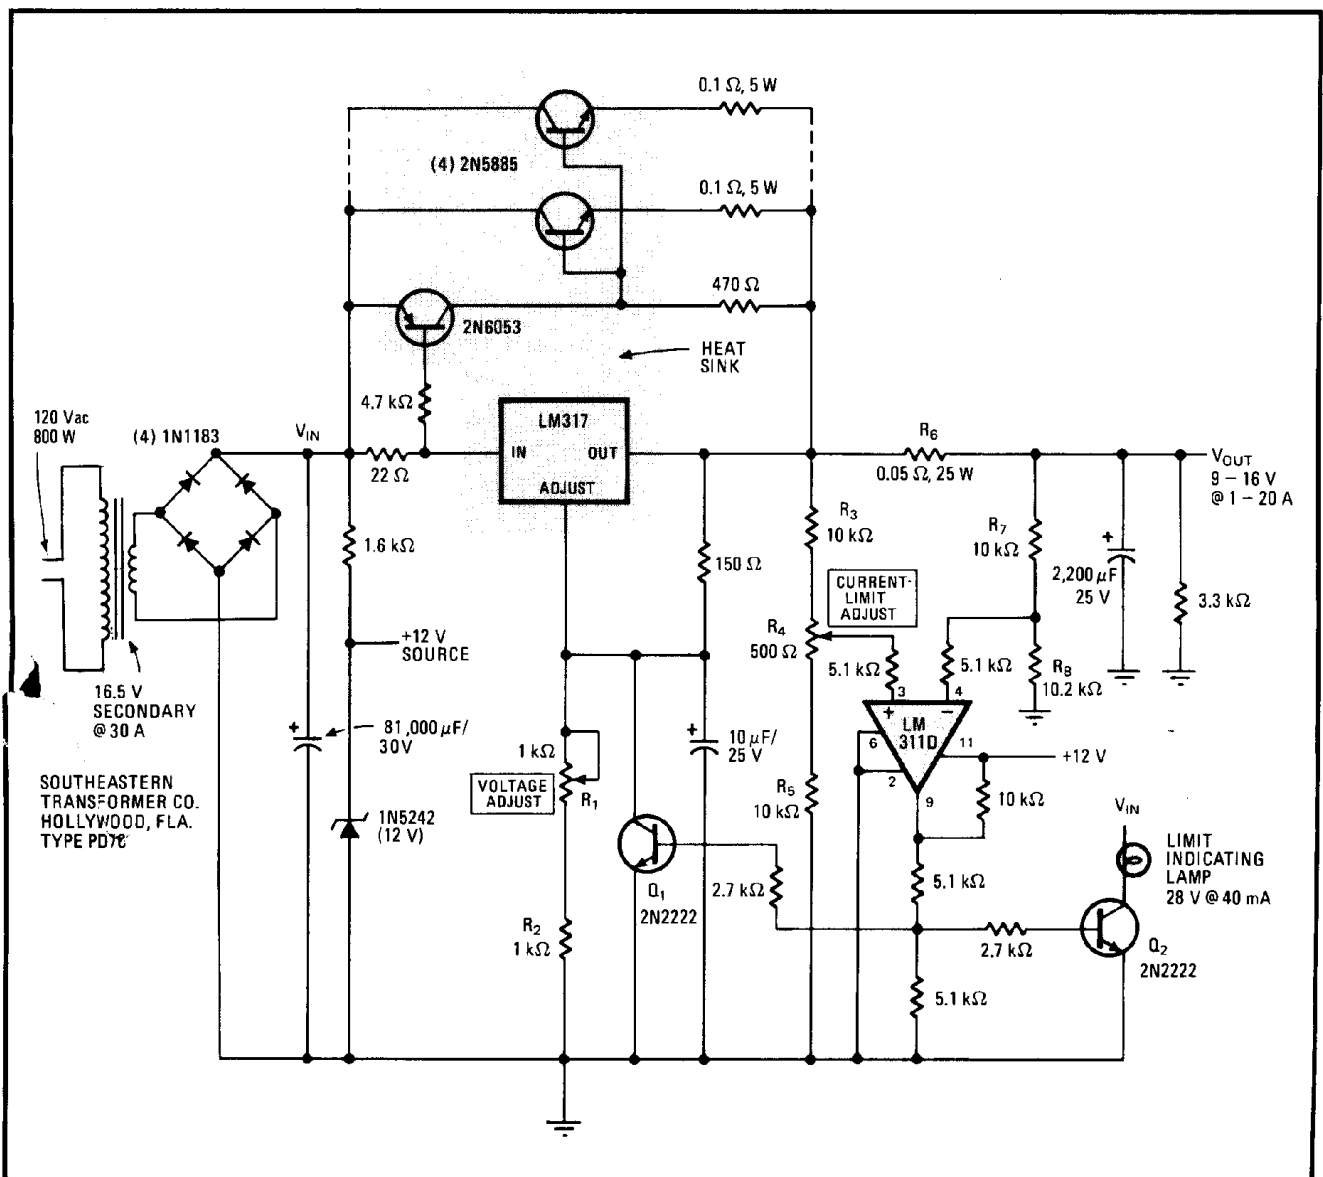 0.1 Ω, 5 W
(4) 2N5885
0.1 Ω, 5 W
470 Ω
2N6053
HEAT
SINK
4.7 kΩ
120 Vac
800 W
(4) 1N1183
VIN
22 Ω
LM317
IN OUT
ADJUST
R6
0.05 Ω, 25 W
VOUT
9 – 16 V
@ 1 – 20 A
1.6 kΩ
150 Ω
R3
10 kΩ
R7
10 kΩ
2,200 µF
25 V
3.3 kΩ
CURRENT-
LIMIT
ADJUST
R4
500 Ω
+12 V
SOURCE
5.1 kΩ
5.1 kΩ
R8
10.2 kΩ
16.5 V
SECONDARY
@ 30 A
+
81,000 µF/
30V
+
10 µF/
25 V
3
4
+ −
LM
311D
6
2
11
9
+12 V
+
SOUTHEASTERN
TRANSFORMER CO.
HOLLYWOOD, FLA.
1 kΩ
VOLTAGE
ADJUST
R1
R5
10 kΩ
10 kΩ
1N5242
(12 V)
VIN
LIMIT
INDICATING
LAMP
28 V @ 40 mA
Q1
2N2222
2.7 kΩ
5.1 kΩ
R2
1 kΩ
2.7 kΩ
Q2
2N2222
5.1 kΩ